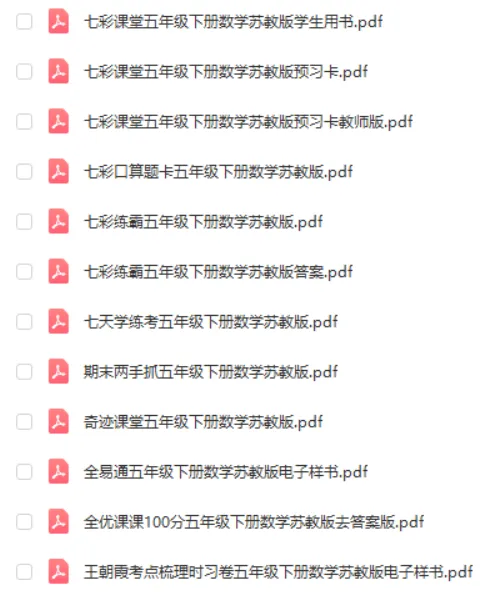 七彩课堂五年级下册数学苏教版学生用书.pdf
七彩课堂五年级下册数学苏教版预习卡.pdf
七彩课堂五年级下册数学苏教版预习卡教师版.pdf
七彩口算题卡五年级下册数学苏教版.pdf
七彩练霸五年级下册数学苏教版.pdf
七彩练霸五年级下册数学苏教版答案.pdf
七天学练考五年级下册数学苏教版.pdf
期末两手抓五年级下册数学苏教版.pdf
奇迹课堂五年级下册数学苏教版.pdf
全易通五年级下册数学苏教版电子样书.pdf
全优课课100分五年级下册数学苏教版去答案版.pdf
王朝霞考点梳理时习卷五年级下册数学苏教版电子样书.pdf